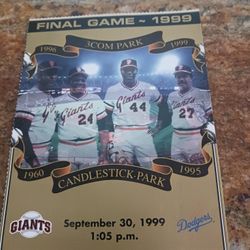 FINAL GAME ~ 1999
3COM PARK
1996
1999
Giants
24
Giants
44
Giants
27
1960
1995
CANDLESTICK PARK
GIANTS
September 30, 1999
1:05 p.m.
Dodgers